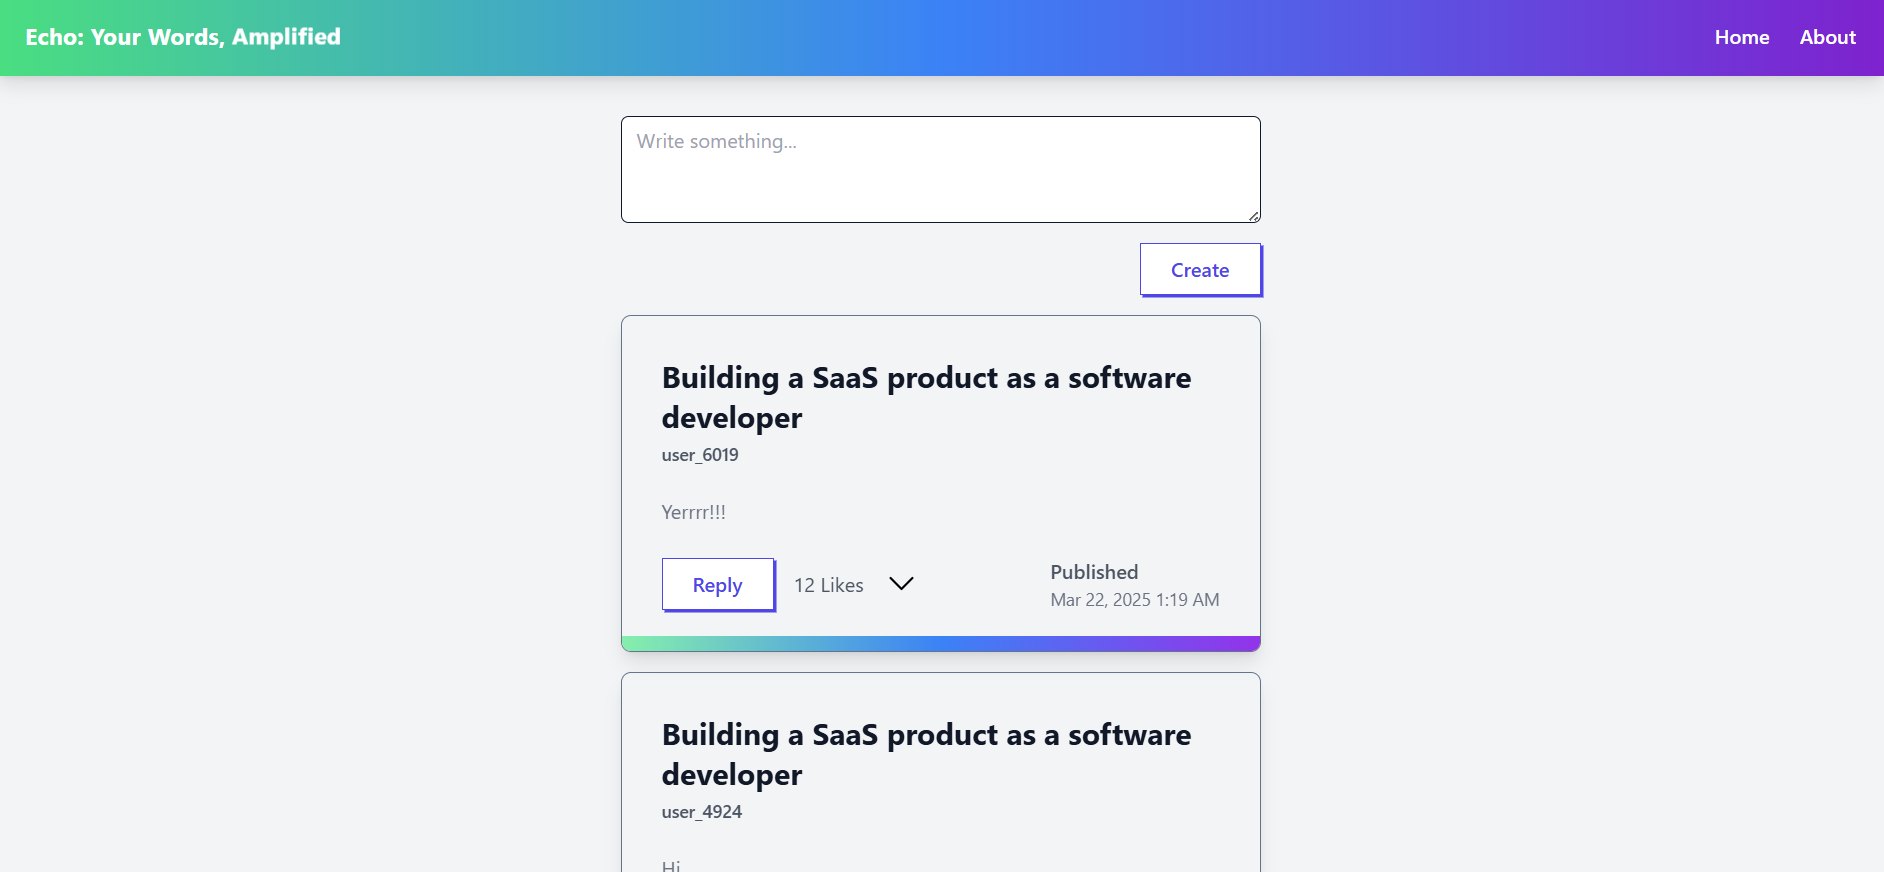 Echo: Your Words, Amplified
Home About
Write something...
Create
Building a SaaS product as a software
developer
user_6019
Yerrrr!!!
Reply 12 Likes
Published
Mar 22, 2025 1:19 AM
Building a SaaS product as a software
developer
user_4924
Hi